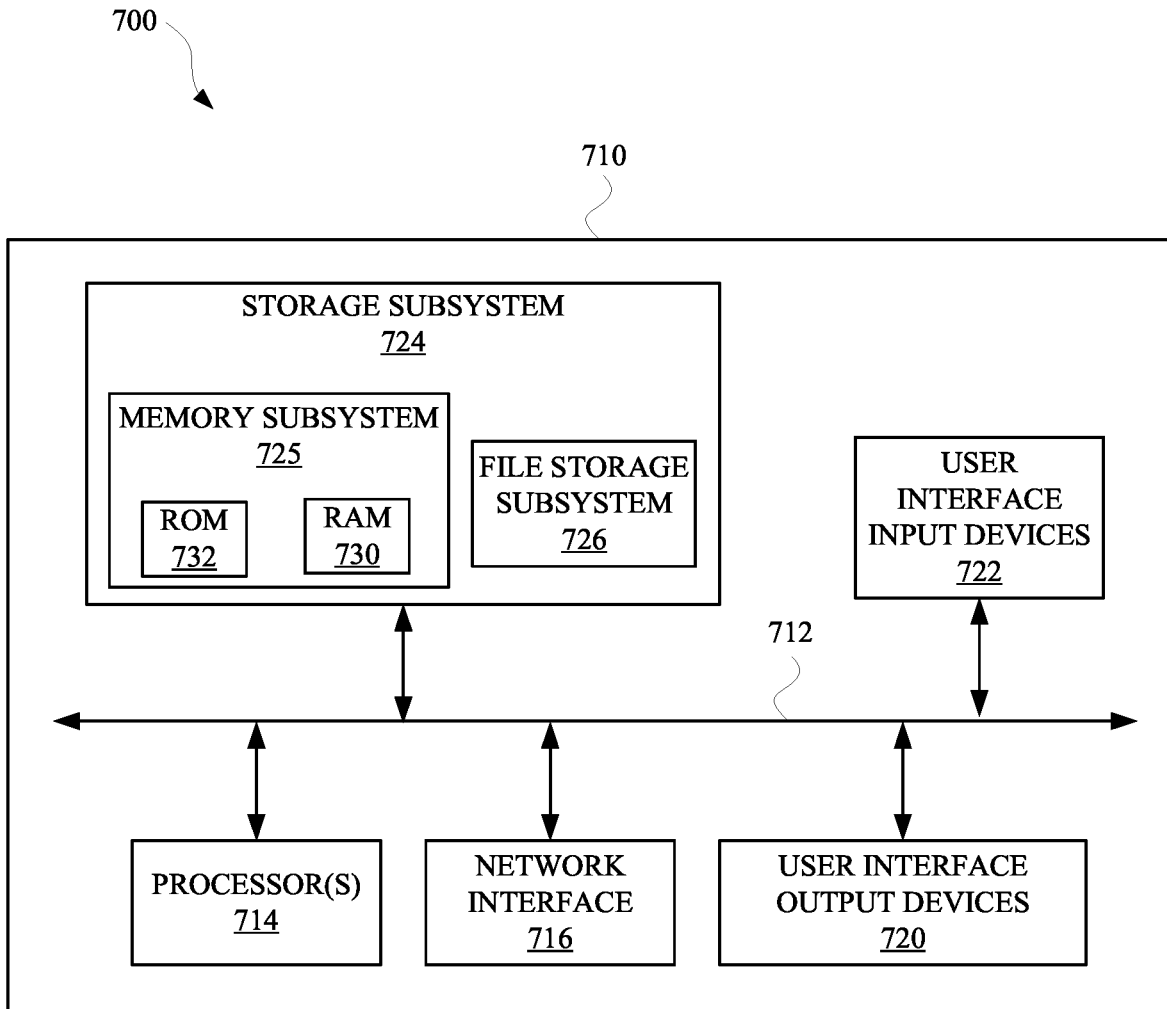 700
710
STORAGE SUBSYSTEM
724
MEMORY SUBSYSTEM
725
ROM
732
RAM
730
FILE STORAGE
SUBSYSTEM
726
USER
INTERFACE
INPUT DEVICES
722
712
PROCESSOR(S)
714
NETWORK
INTERFACE
716
USER INTERFACE
OUTPUT DEVICES
720